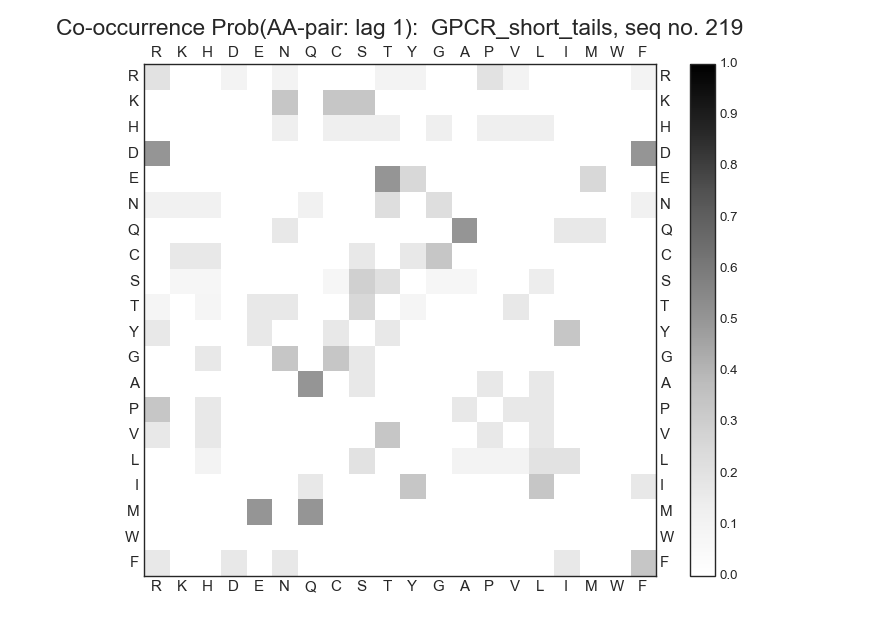 Co-occurrence Prob(AA-pair: lag 1):  GPCR_short_tails, seq no. 219
R K H D E N Q C S T Y G A P V L I M W F
R R 1.0
K K 0.9
H H
D D 0.8
E E
N N 0.7
Q Q
C C 0.6
S S
T T 0.5
Y Y
G G 0.4
A A
P P 0.3
V V
L L 0.2
I I
M M 0.1
W W
F F 0.0
R K H D E N Q C S T Y G A P V L I M W F